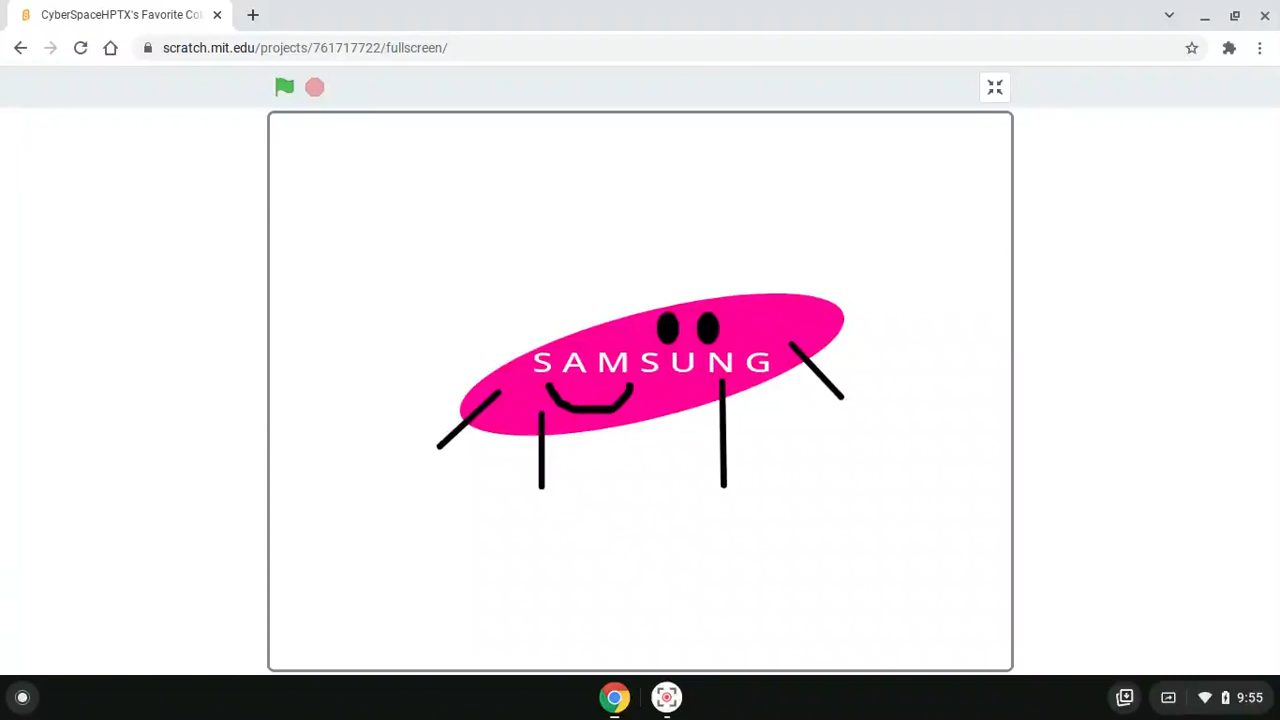 CyberSpaceHPTX's Favorite Co
scratch.mit.edu/projects/761717722/fullscreen/
SAMSUNG
9:55